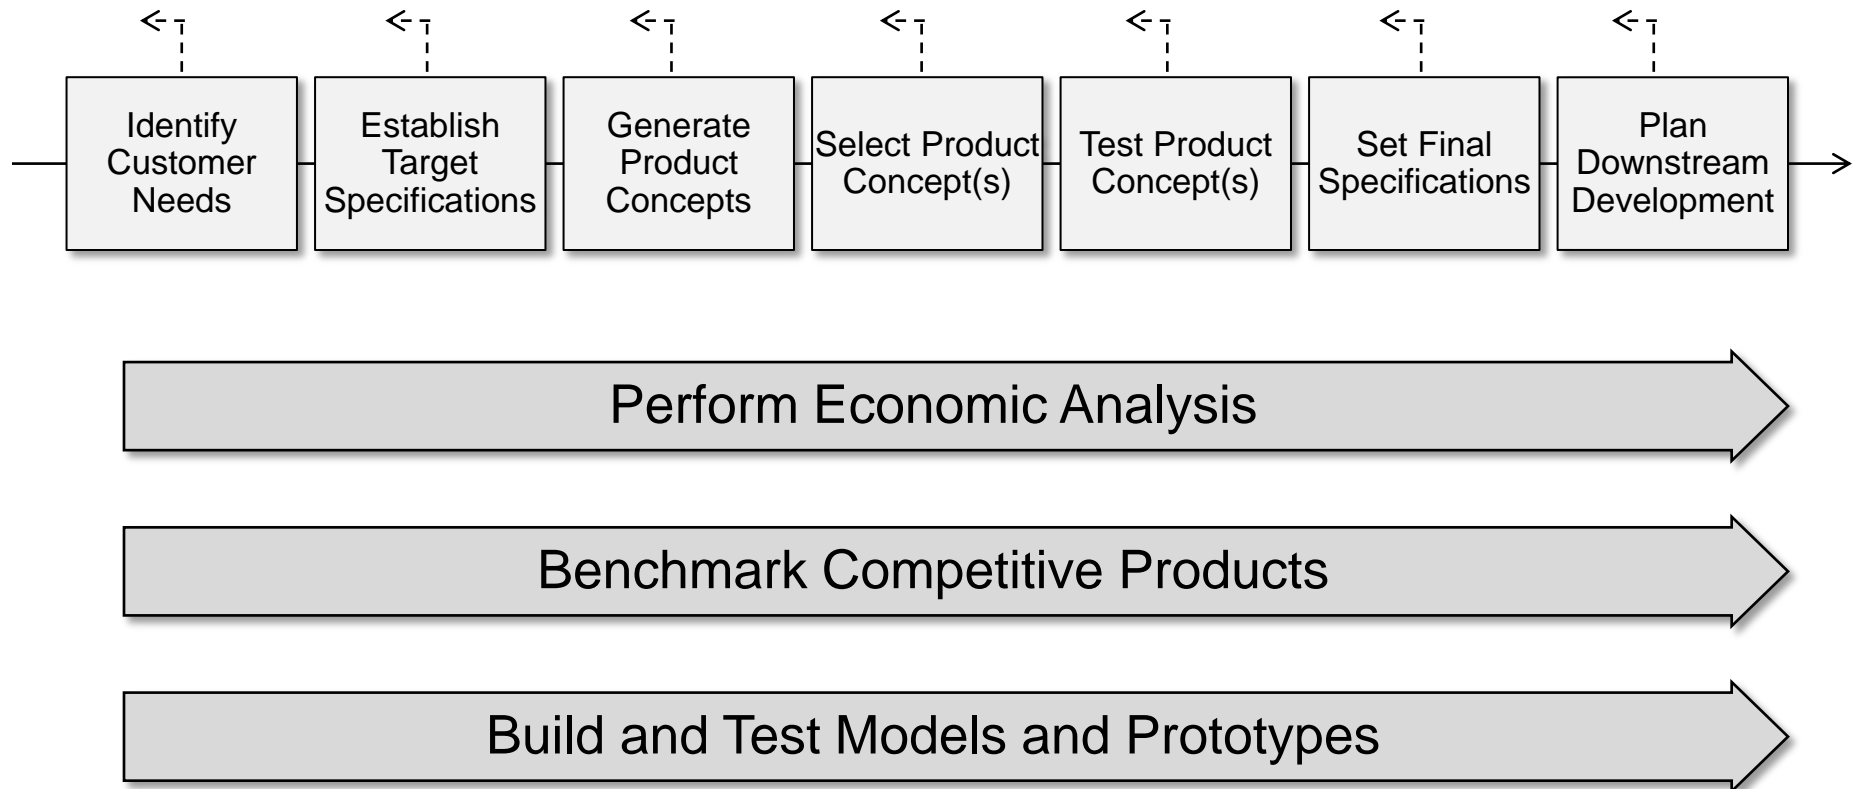 Identify
Customer
Needs
Establish
Target
Specifications
Generate
Product
Concepts
Select Product
Concept(s)
Test Product
Concept(s)
Set Final
Specifications
Plan
Downstream
Development
Perform Economic Analysis
Benchmark Competitive Products
Build and Test Models and Prototypes